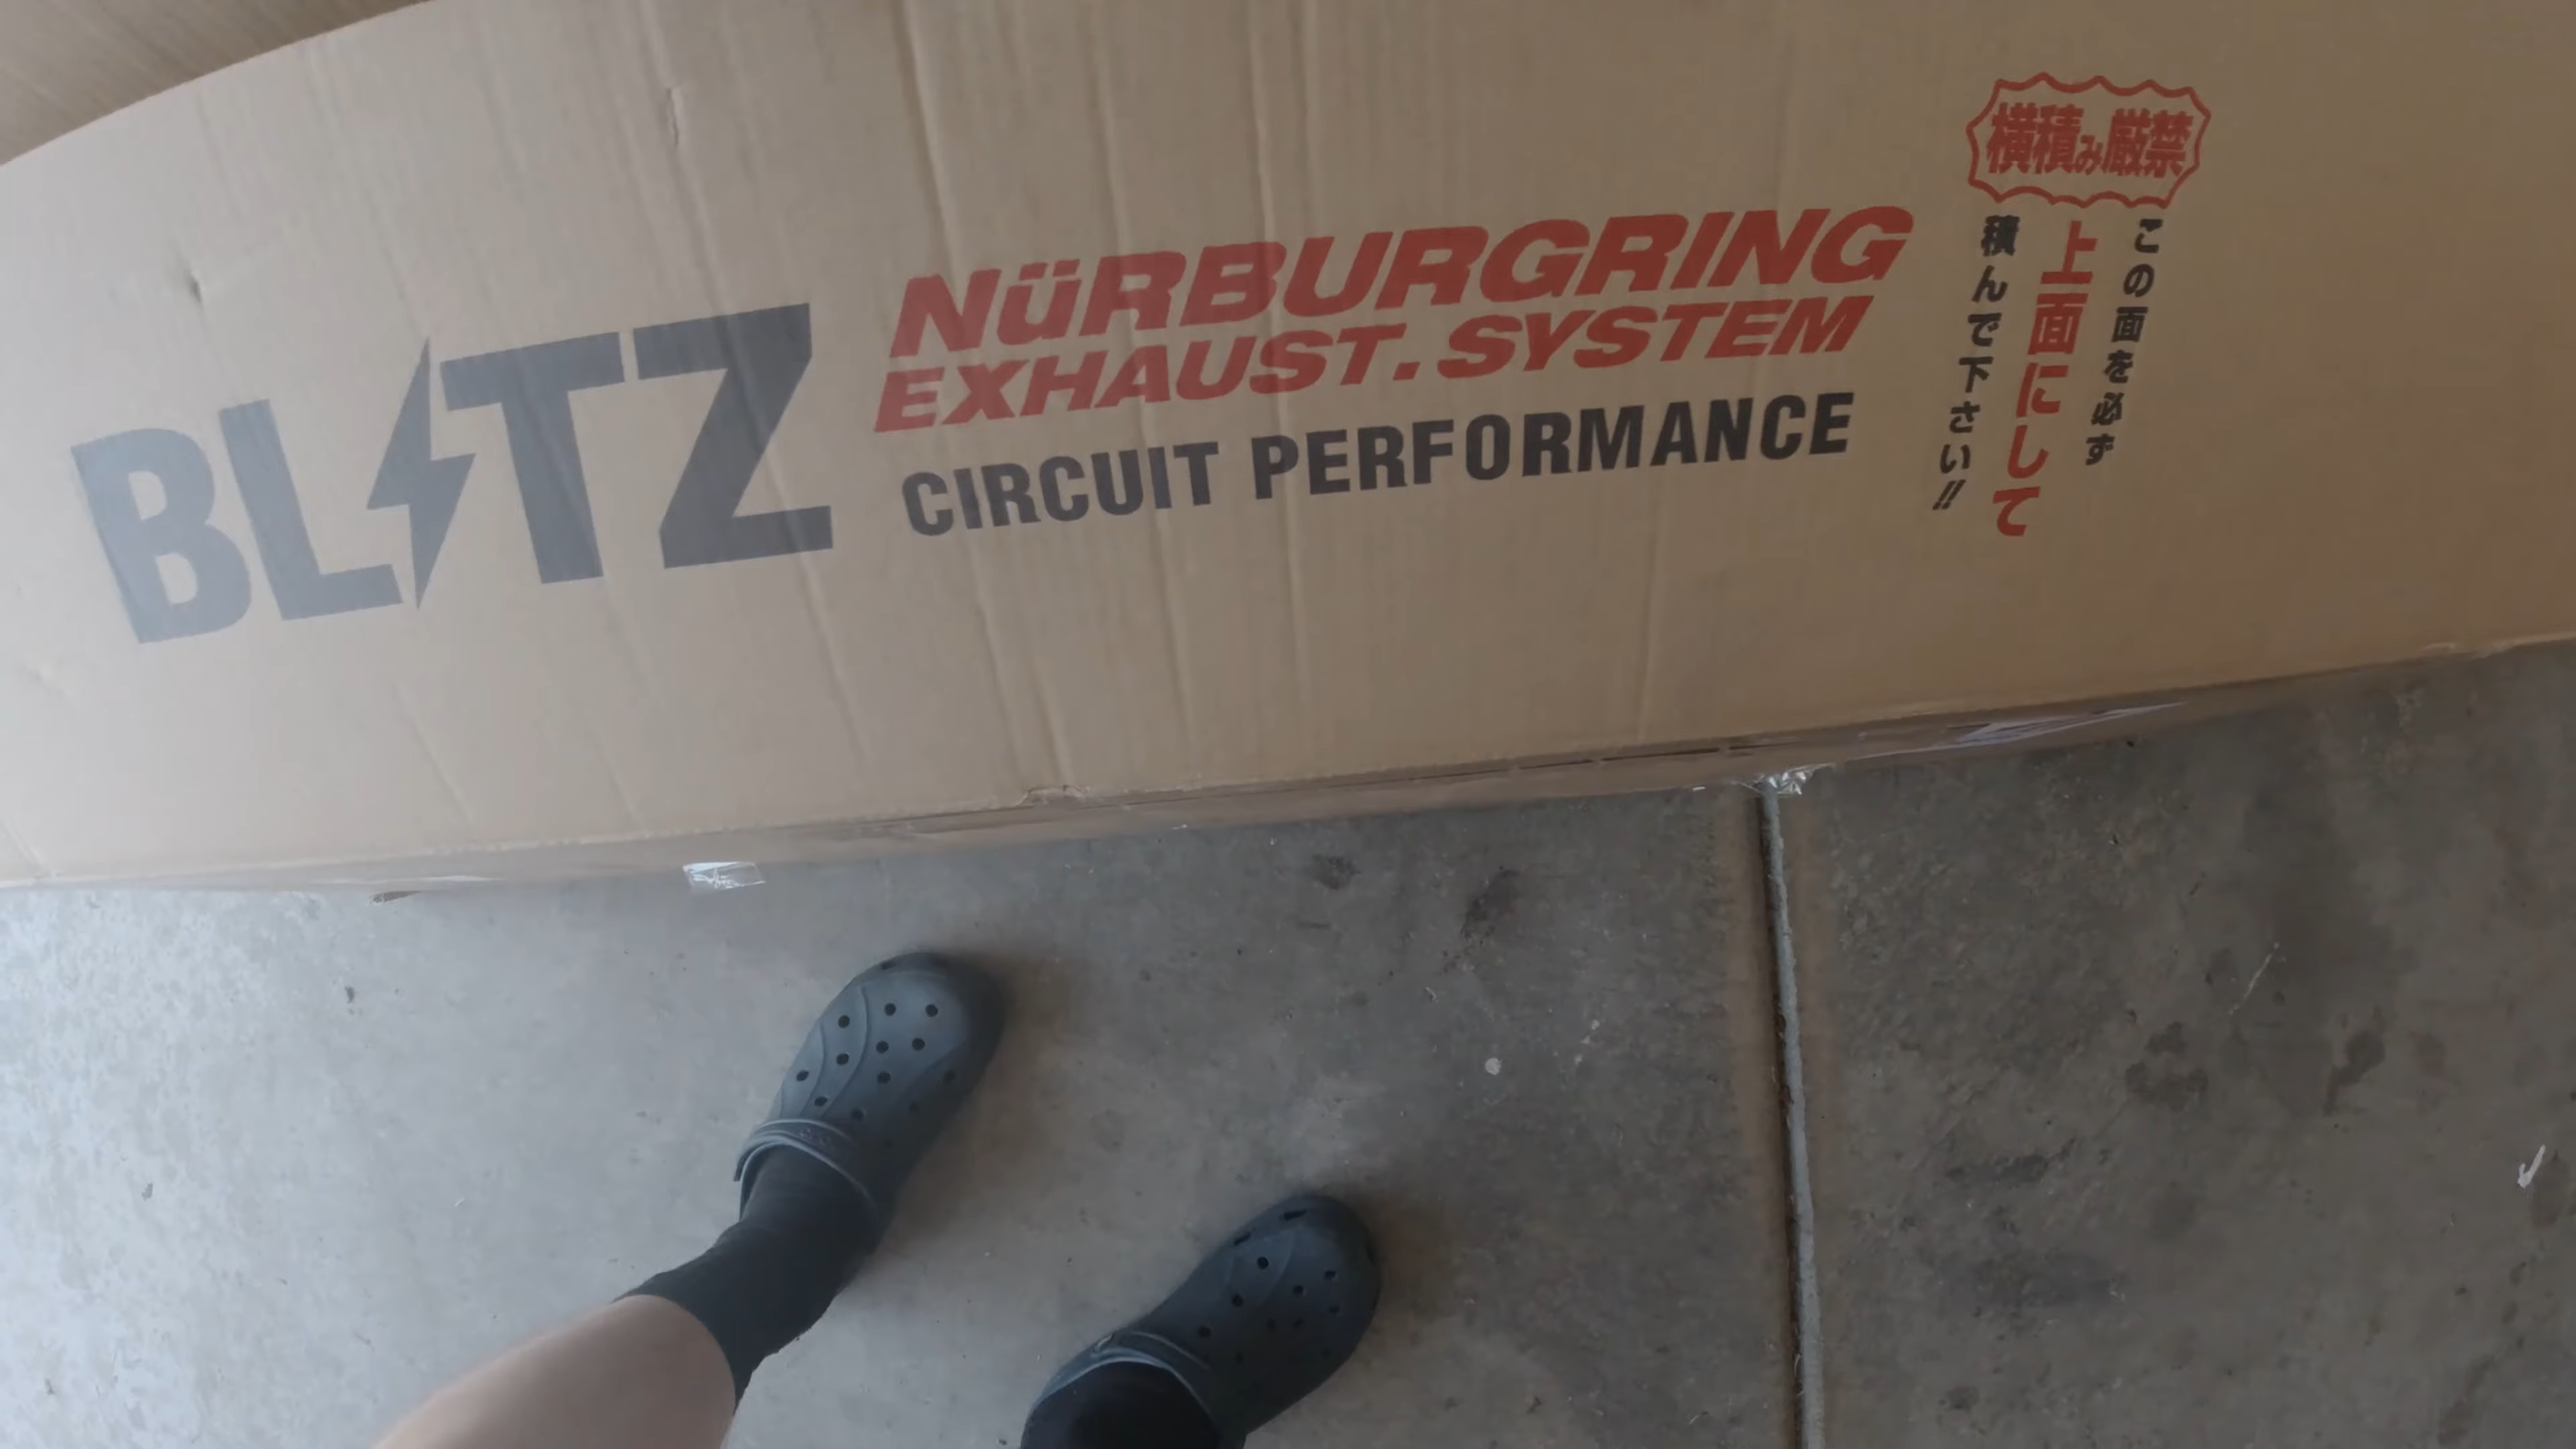 BLITZ
NüRBURGRING
EXHAUST.SYSTEM
CIRCUIT PERFORMANCE
横積み厳禁
この面を必ず
上面にして
積んで下さい!!